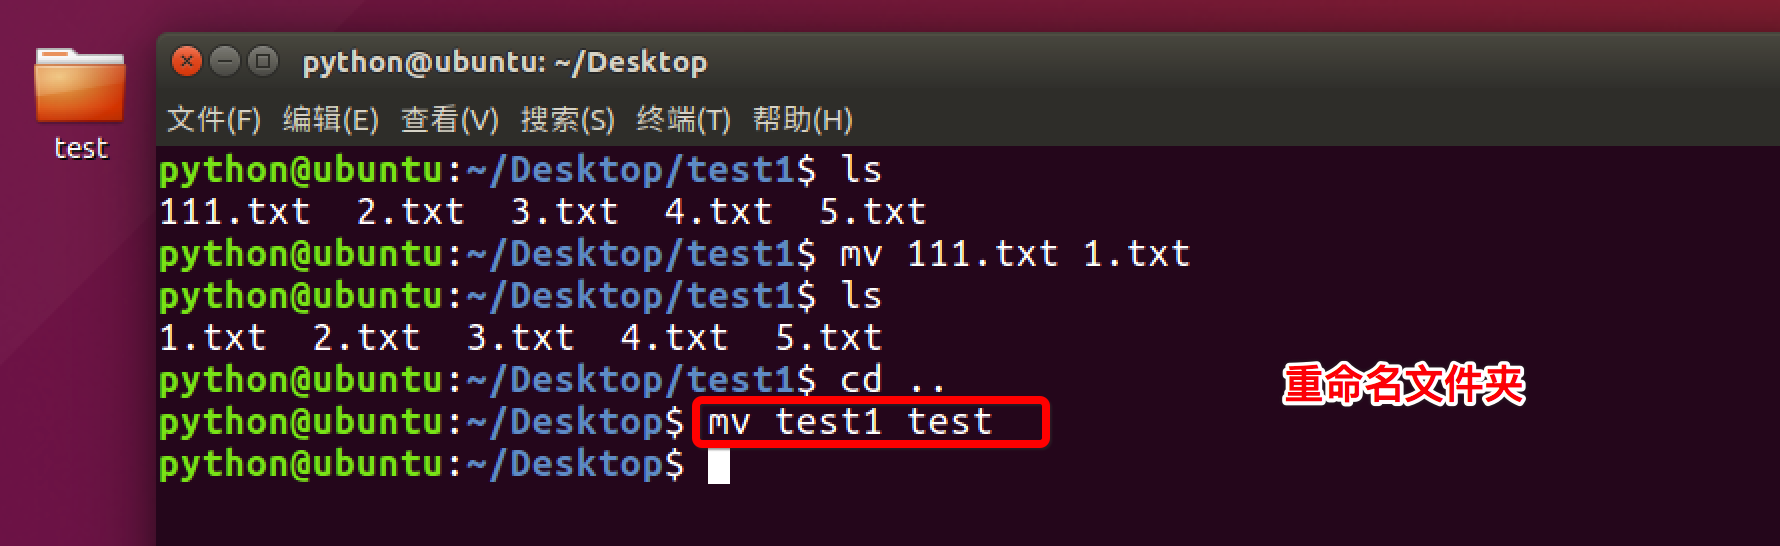 test
python@ubuntu: ~/Desktop
文件(F) 编辑(E) 查看(V) 搜索(S) 终端(T) 帮助(H)
python@ubuntu:~/Desktop/test1$ ls
111.txt  2.txt  3.txt  4.txt  5.txt
python@ubuntu:~/Desktop/test1$ mv 111.txt 1.txt
python@ubuntu:~/Desktop/test1$ ls
1.txt  2.txt  3.txt  4.txt  5.txt
python@ubuntu:~/Desktop/test1$ cd ..
重命名文件夹
python@ubuntu:~/Desktop$ mv test1 test
python@ubuntu:~/Desktop$